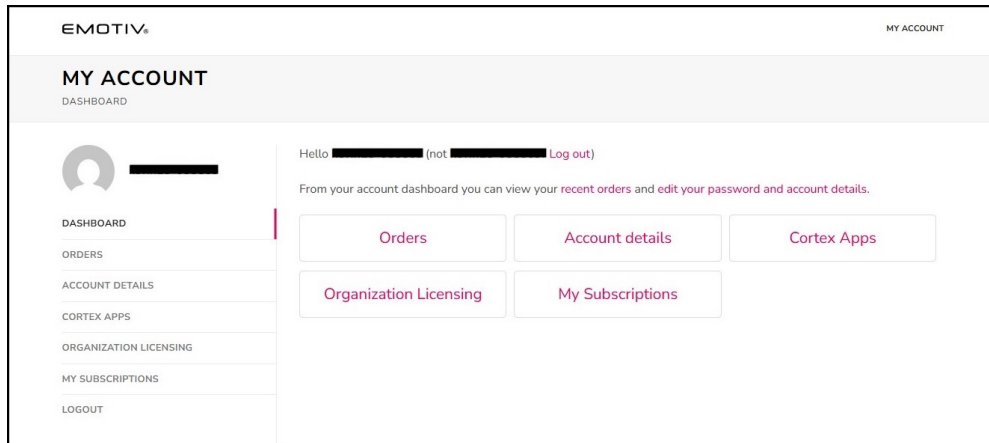 EMOTIV®
MY ACCOUNT
MY ACCOUNT
DASHBOARD
Hello (not Log out)
From your account dashboard you can view your recent orders and edit your password and account details.
DASHBOARD
ORDERS
ACCOUNT DETAILS
CORTEX APPS
ORGANIZATION LICENSING
MY SUBSCRIPTIONS
LOGOUT
Orders
Account details
Cortex Apps
Organization Licensing
My Subscriptions